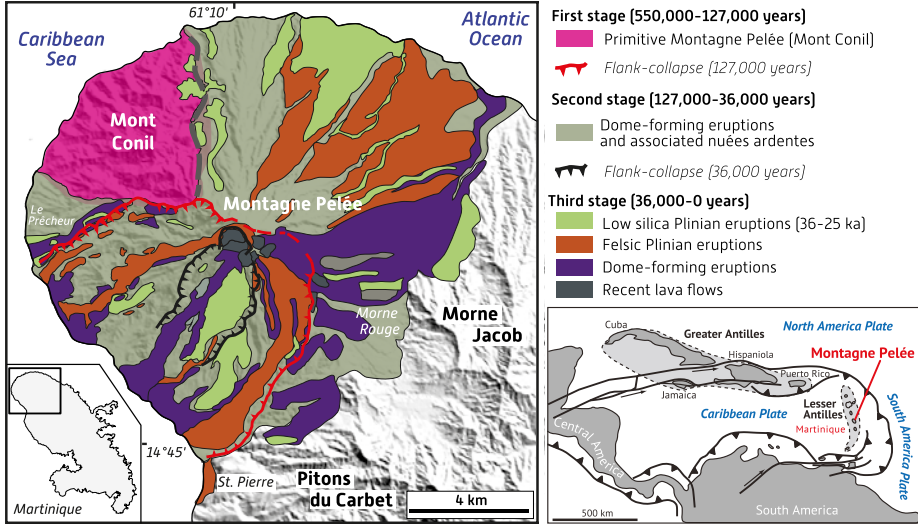 61°10'
Caribbean
Sea
Atlantic
Ocean
Mont
Conil
Le
Prêcheur
Montagne Pelée
Morne
Rouge
Morne
Jacob
14°45'
St. Pierre
Pitons
du Carbet
4 km
Martinique
First stage (550,000-127,000 years)
Primitive Montagne Pelée (Mont Conil)
Flank-collapse (127,000 years)
Second stage (127,000-36,000 years)
Dome-forming eruptions
and associated nuées ardentes
Flank-collapse (36,000 years)
Third stage (36,000-0 years)
Low silica Plinian eruptions (36-25 ka)
Felsic Plinian eruptions
Dome-forming eruptions
Recent lava flows
Cuba
Greater Antilles
North America Plate
Hispaniola
Montagne Pelée
Puerto Rico
Jamaica
Lesser
Antilles
Caribbean Plate
Martinique
South America Plate
Central America
South America
500 km